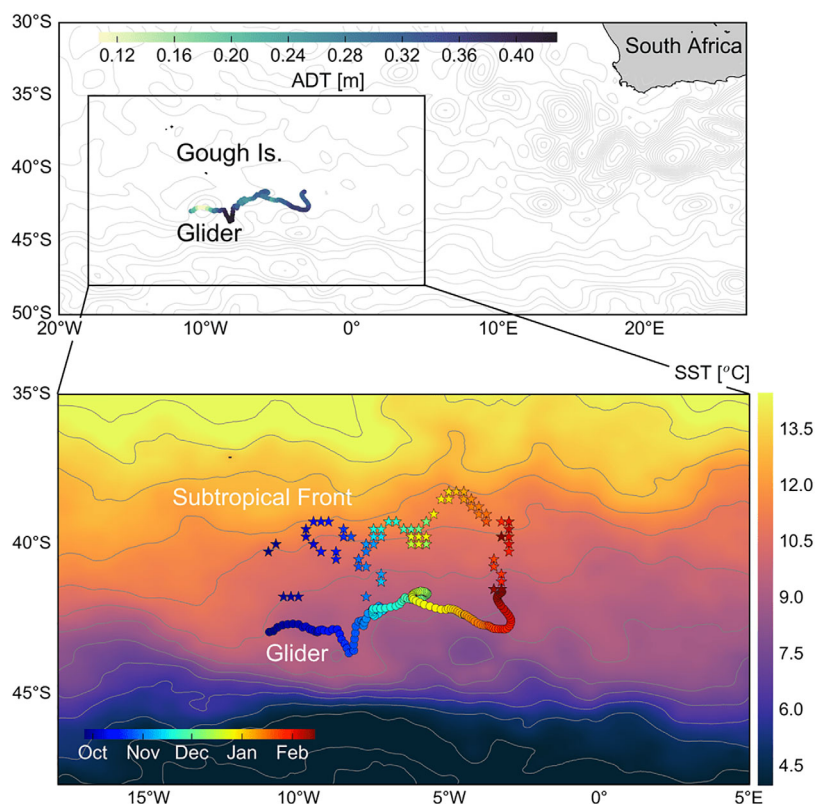 30°S
0.12 0.16 0.20 0.24 0.28 0.32 0.36 0.40
South Africa
ADT [m]
35°S
Gough Is.
40°S
Glider
45°S
50°S
20°W 10°W 0° 10°E 20°E
SST [°C]
35°S
13.5
Subtropical Front
12.0
40°S
10.5
9.0
Glider
7.5
45°S
6.0
Oct Nov Dec Jan Feb
4.5
15°W 10°W 5°W 0° 5°E